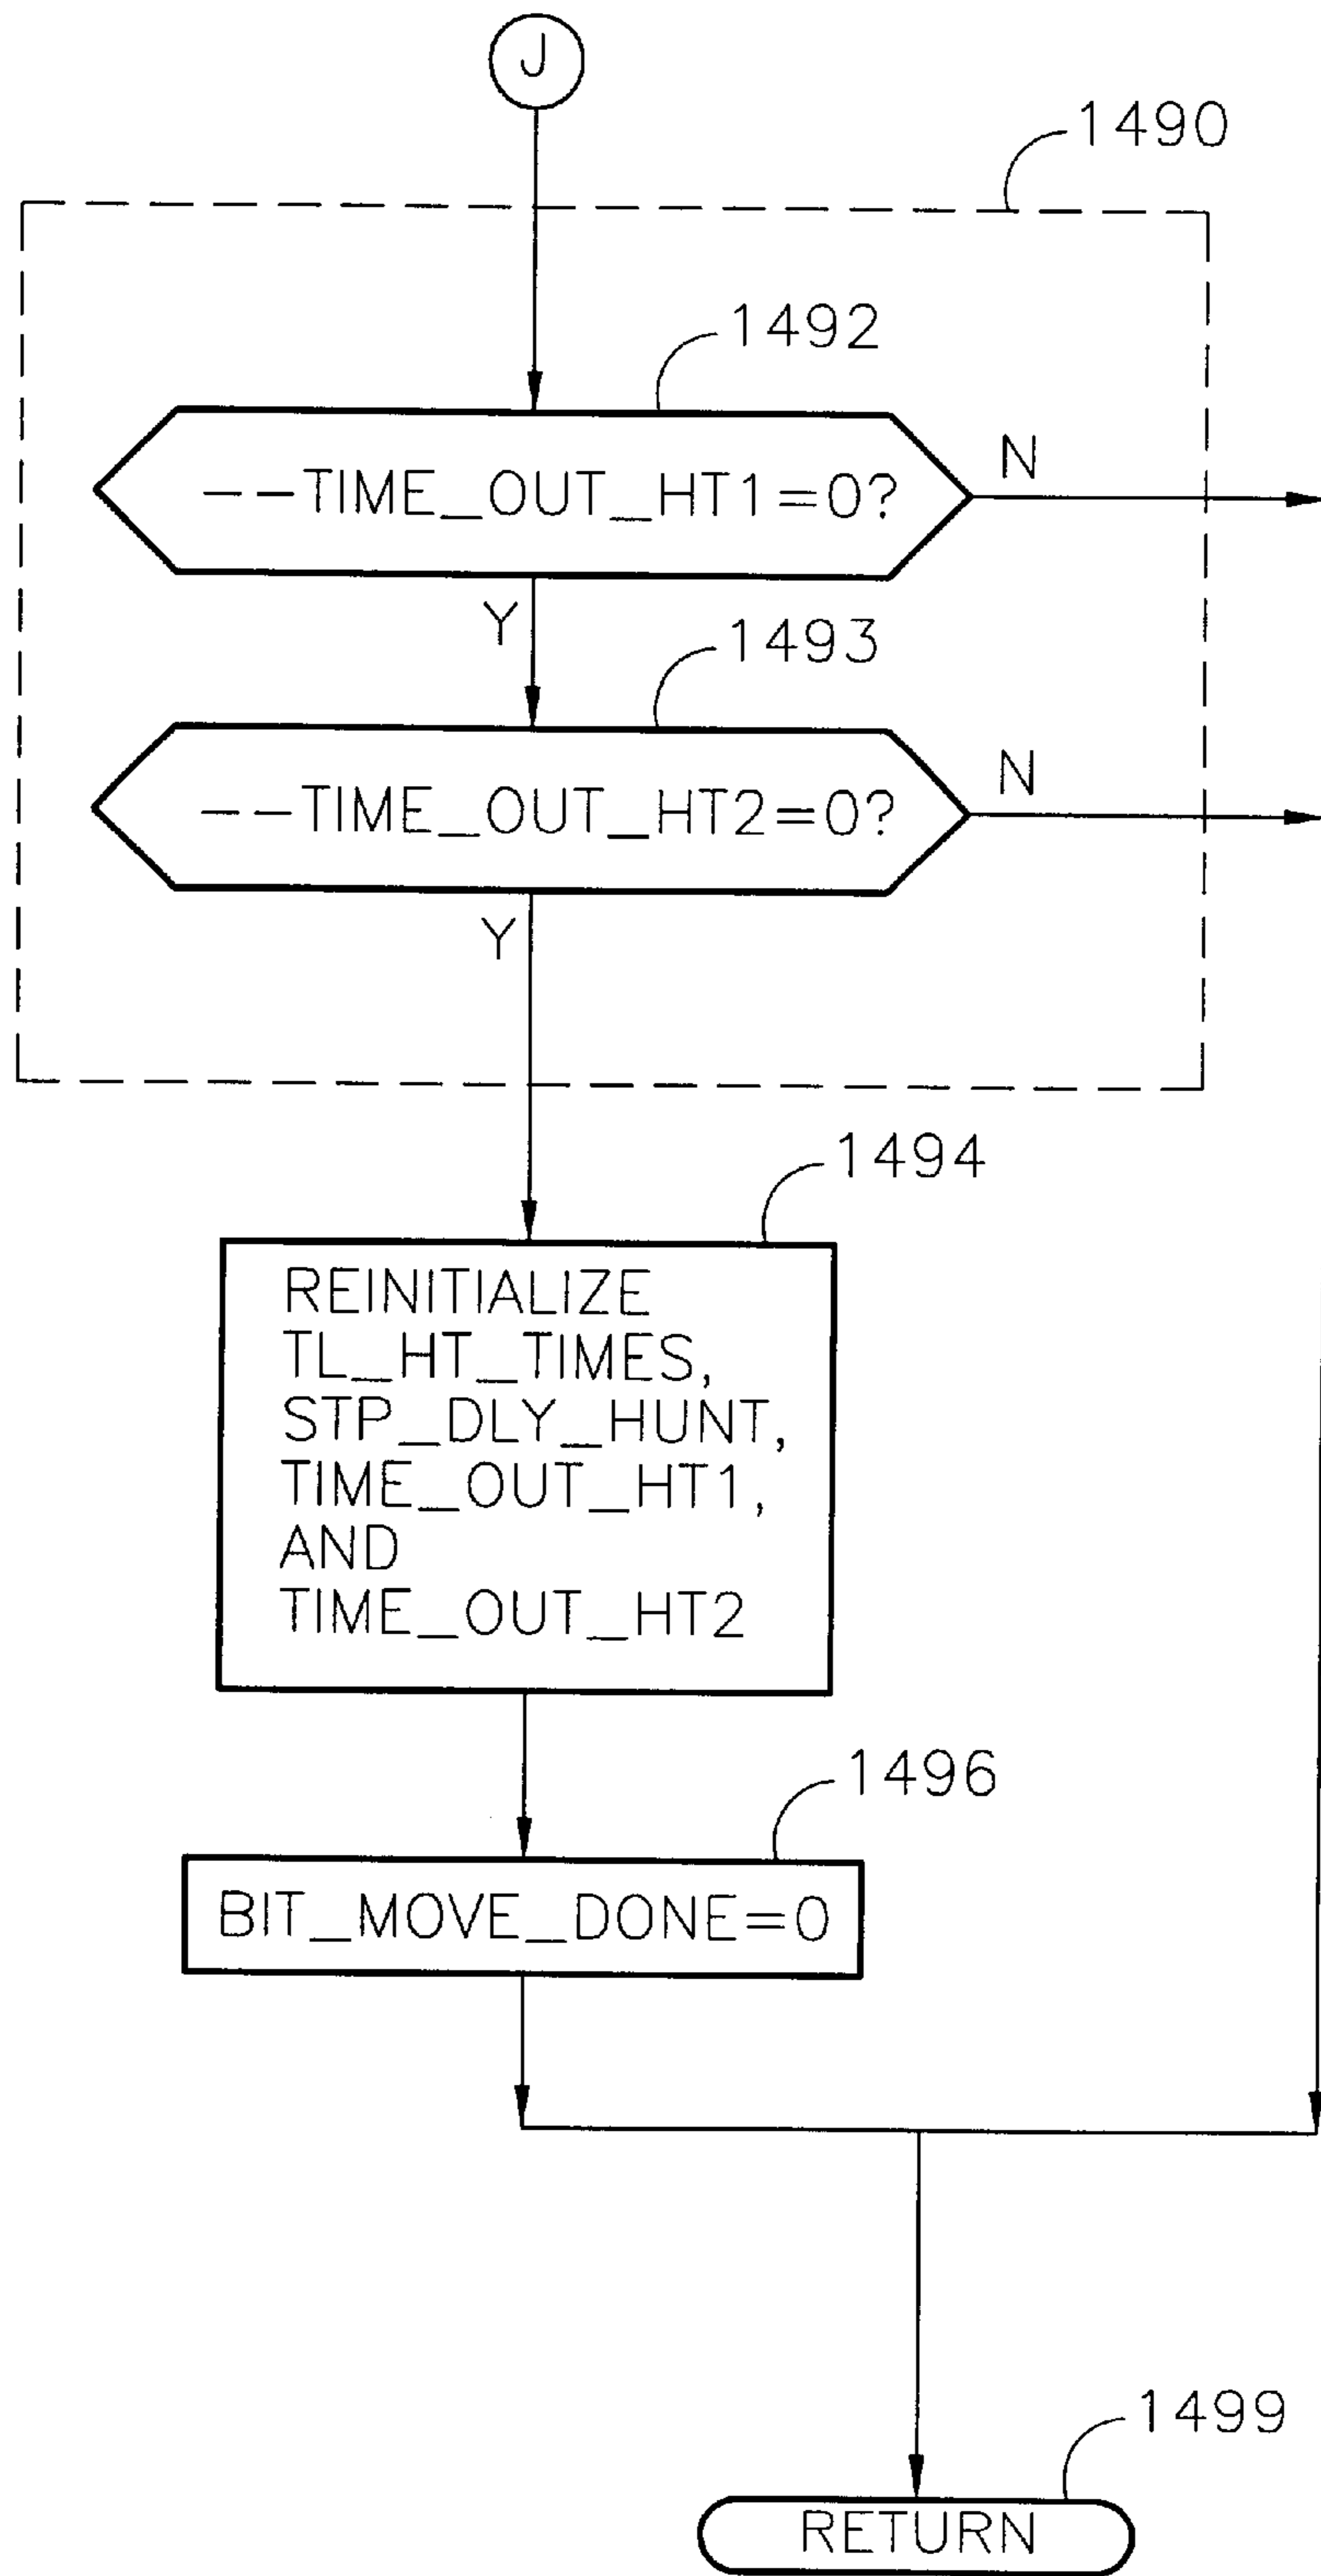 J
1490
1492
--TIME_OUT_HT1=0?
N
Y
1493
--TIME_OUT_HT2=0?
N
Y
1494
REINITIALIZE
TL_HT_TIMES,
STP_DLY_HUNT,
TIME_OUT_HT1,
AND
TIME_OUT_HT2
1496
BIT_MOVE_DONE=0
1499
RETURN